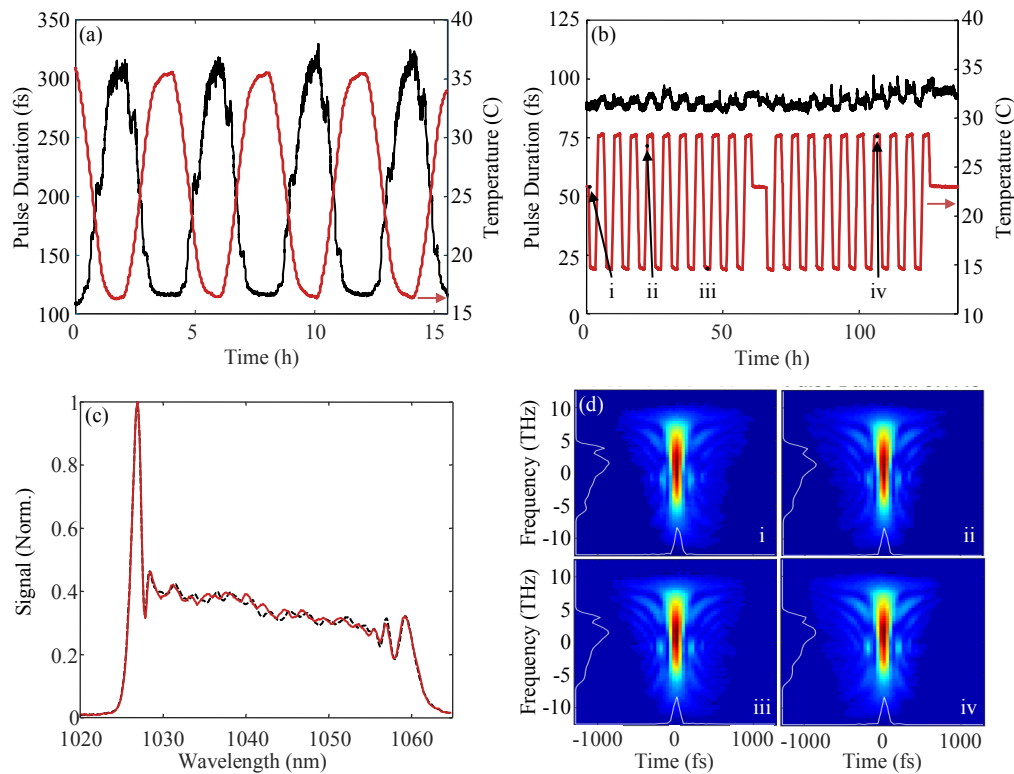 (a)
350
300
250
200
150
100
0
5
10
15
40
35
30
25
20
15
Pulse Duration (fs)
Time (h)
Temperature (C)
(b)
125
100
75
50
25
0
0
50
100
40
35
30
25
20
15
10
i
ii
iii
iv
Pulse Duration (fs)
Time (h)
Temperature (C)
(c)
1
0.8
0.6
0.4
0.2
0
1020
1030
1040
1050
1060
Signal (Norm.)
Wavelength (nm)
(d)
10
5
0
-5
-10
Frequency (THz)
i
ii
10
5
0
-5
-10
Frequency (THz)
iii
iv
-1000
0
1000
-1000
0
1000
Time (fs)
Time (fs)